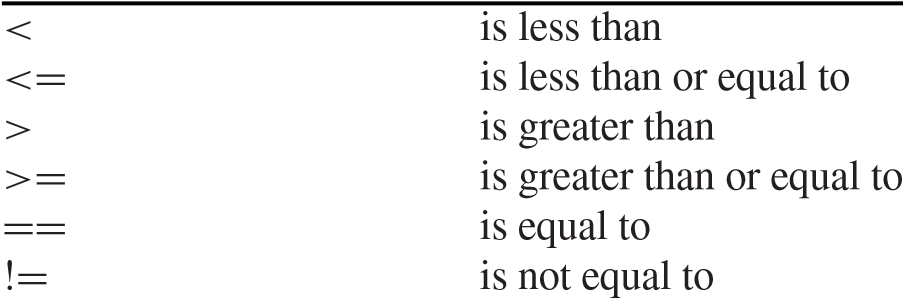 < is less than
<= is less than or equal to
> is greater than
>= is greater than or equal to
== is equal to
!= is not equal to